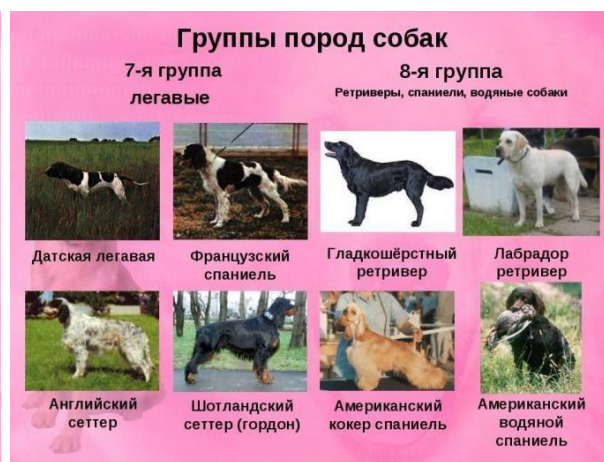 Группы пород собак
7-я группа
легавые
8-я группа
Ретриверы, спаниели, водяные собаки
Датская легавая
Французский
спаниель
Гладкошёрстный
ретривер
Лабрадор
ретривер
Английский
сеттер
Шотландский
сеттер (гордон)
Американский
кокер спаниель
Американский
водяной
спаниель